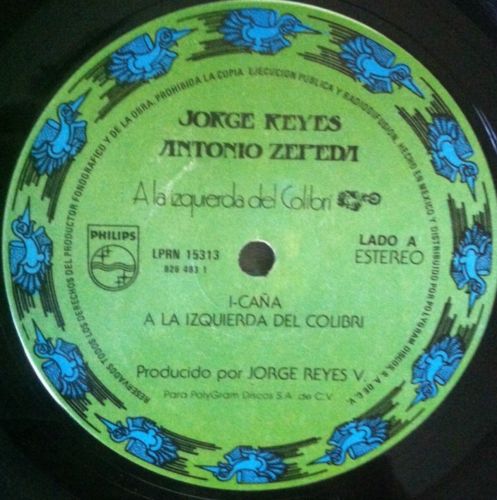 RESERVADOS TODOS LOS DERECHOS DEL PRODUCTOR FONOGRAFICO Y DE LA OBRA. PROHIBIDA LA COPIA. EJECUCION PUBLICA Y RADIODIFUSION. HECHO EN MEXICO Y DISTRIBUIDO POR POLYGRAM DISCOS, S.A. DE C.V.
JORGE REYES
ANTONIO ZEPEDA
A la izquierda del Colibrí
PHILIPS
LPRN 15313
826 483 1
LADO A
ESTEREO
I-CAÑA
A LA IZQUIERDA DEL COLIBRI
Producido por JORGE REYES V.
Para PolyGram Discos S.A. de C.V.